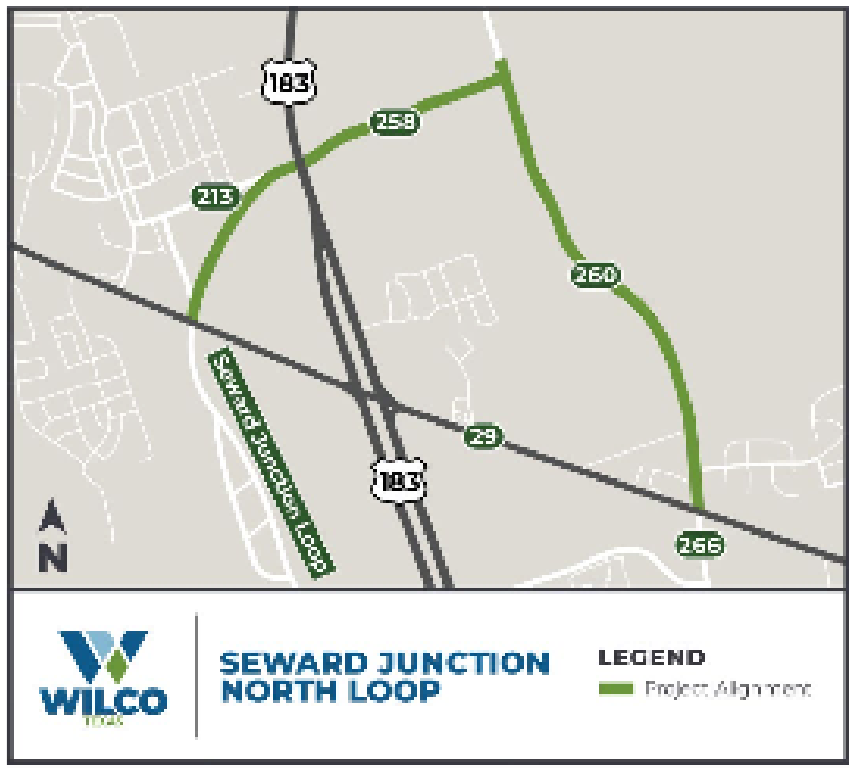 183
258
213
260
29
Seward Junction Loop
183
266
N
WILCO
TEXAS
SEWARD JUNCTION
NORTH LOOP
LEGEND
Project Alignment